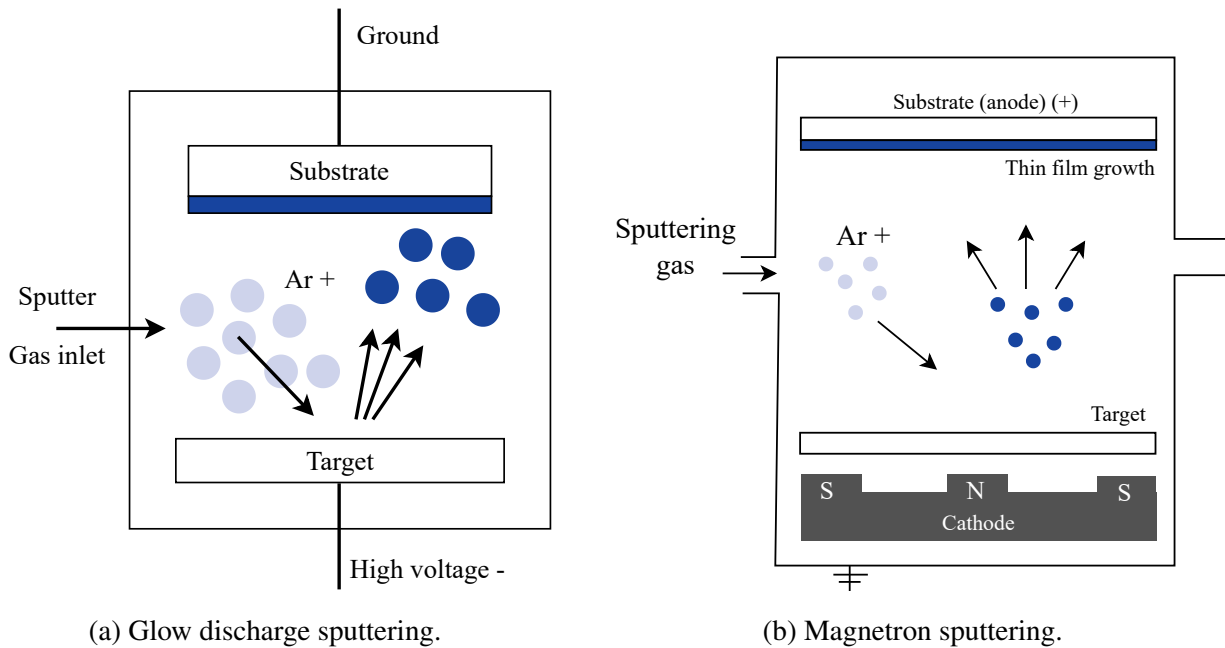 Ground
Substrate
Ar +
Sputter
Gas inlet
Target
High voltage -
(a) Glow discharge sputtering.
Substrate (anode) (+)
Thin film growth
Sputtering
gas
Ar +
Target
S
N
S
Cathode
(b) Magnetron sputtering.